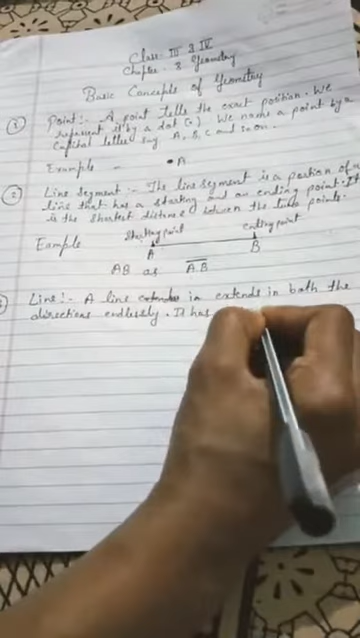 Class- III & IV
Chapter- 8 Geometry
Basic Concepts of Geometry
① Point:- A point tells the exact position. We
represent it by a dot (•). We name a point by a
Capital letter say A, B, C and so on.
Example - •A
② Line Segment:- The line segment is a portion of a
line that has a starting and an ending point. It
is the shortest distance between the two points.
Eample Starting point ending point
A B
AB as AB
Line:- A line in extends in both the
directions endlessly. It has